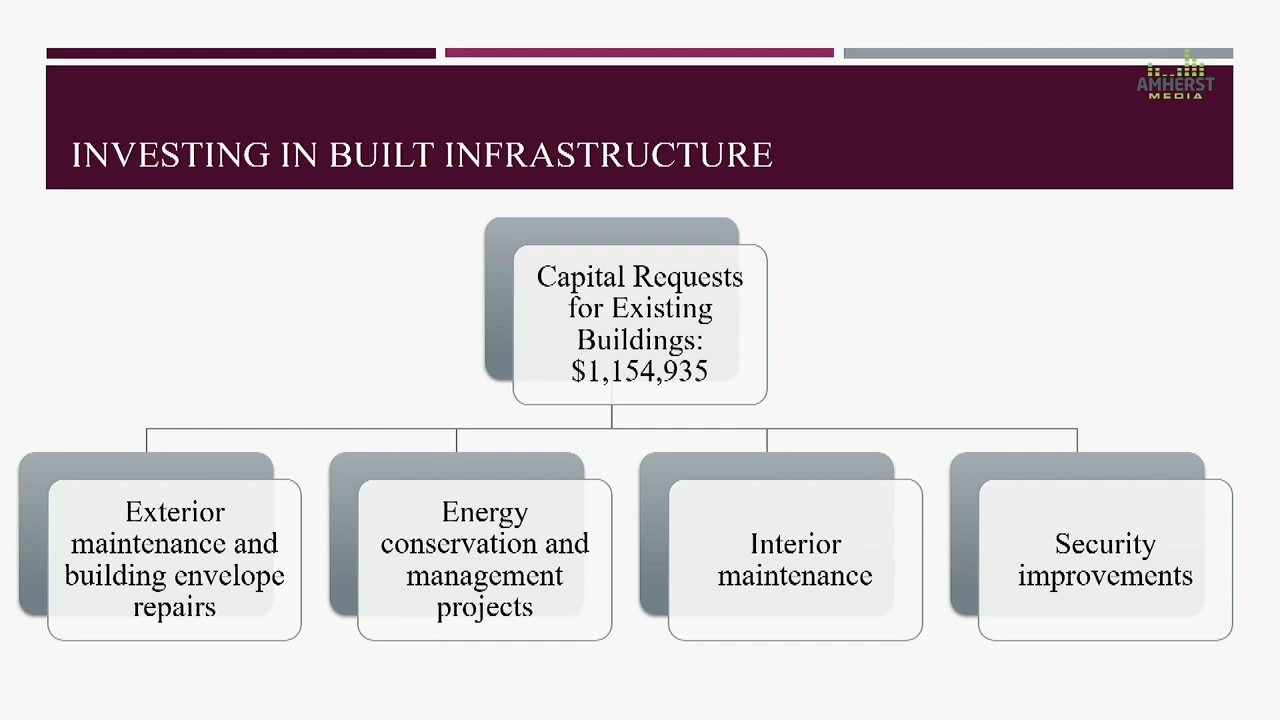 AMHERST
MEDIA
INVESTING IN BUILT INFRASTRUCTURE
Capital Requests
for Existing
Buildings:
$1,154,935
Exterior
maintenance and
building envelope
repairs
Energy
conservation and
management
projects
Interior
maintenance
Security
improvements